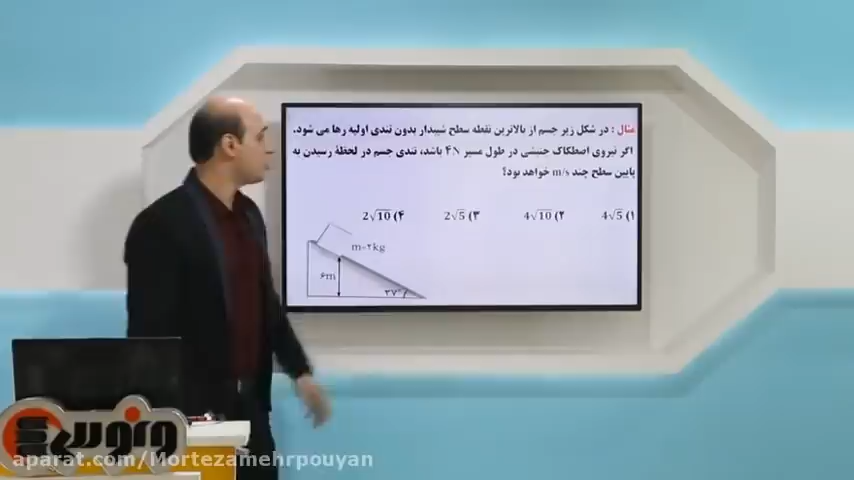 مثال : در شکل زیر جسم از بالاترین نقطه سطح شیبدار بدون تندی اولیه رها می شود.
اگر نیروی اصطکاک جنبشی در طول مسیر ۴N باشد، تندی جسم در لحظهٔ رسیدن به
پایین سطح چند m/s خواهد بود؟
۱) 4√5 ۲) 4√10 ۳) 2√5 ۴) 2√10
m=۲kg
۶m
۳۷°
ونوس
aparat.com/Mortezamehrpouyan